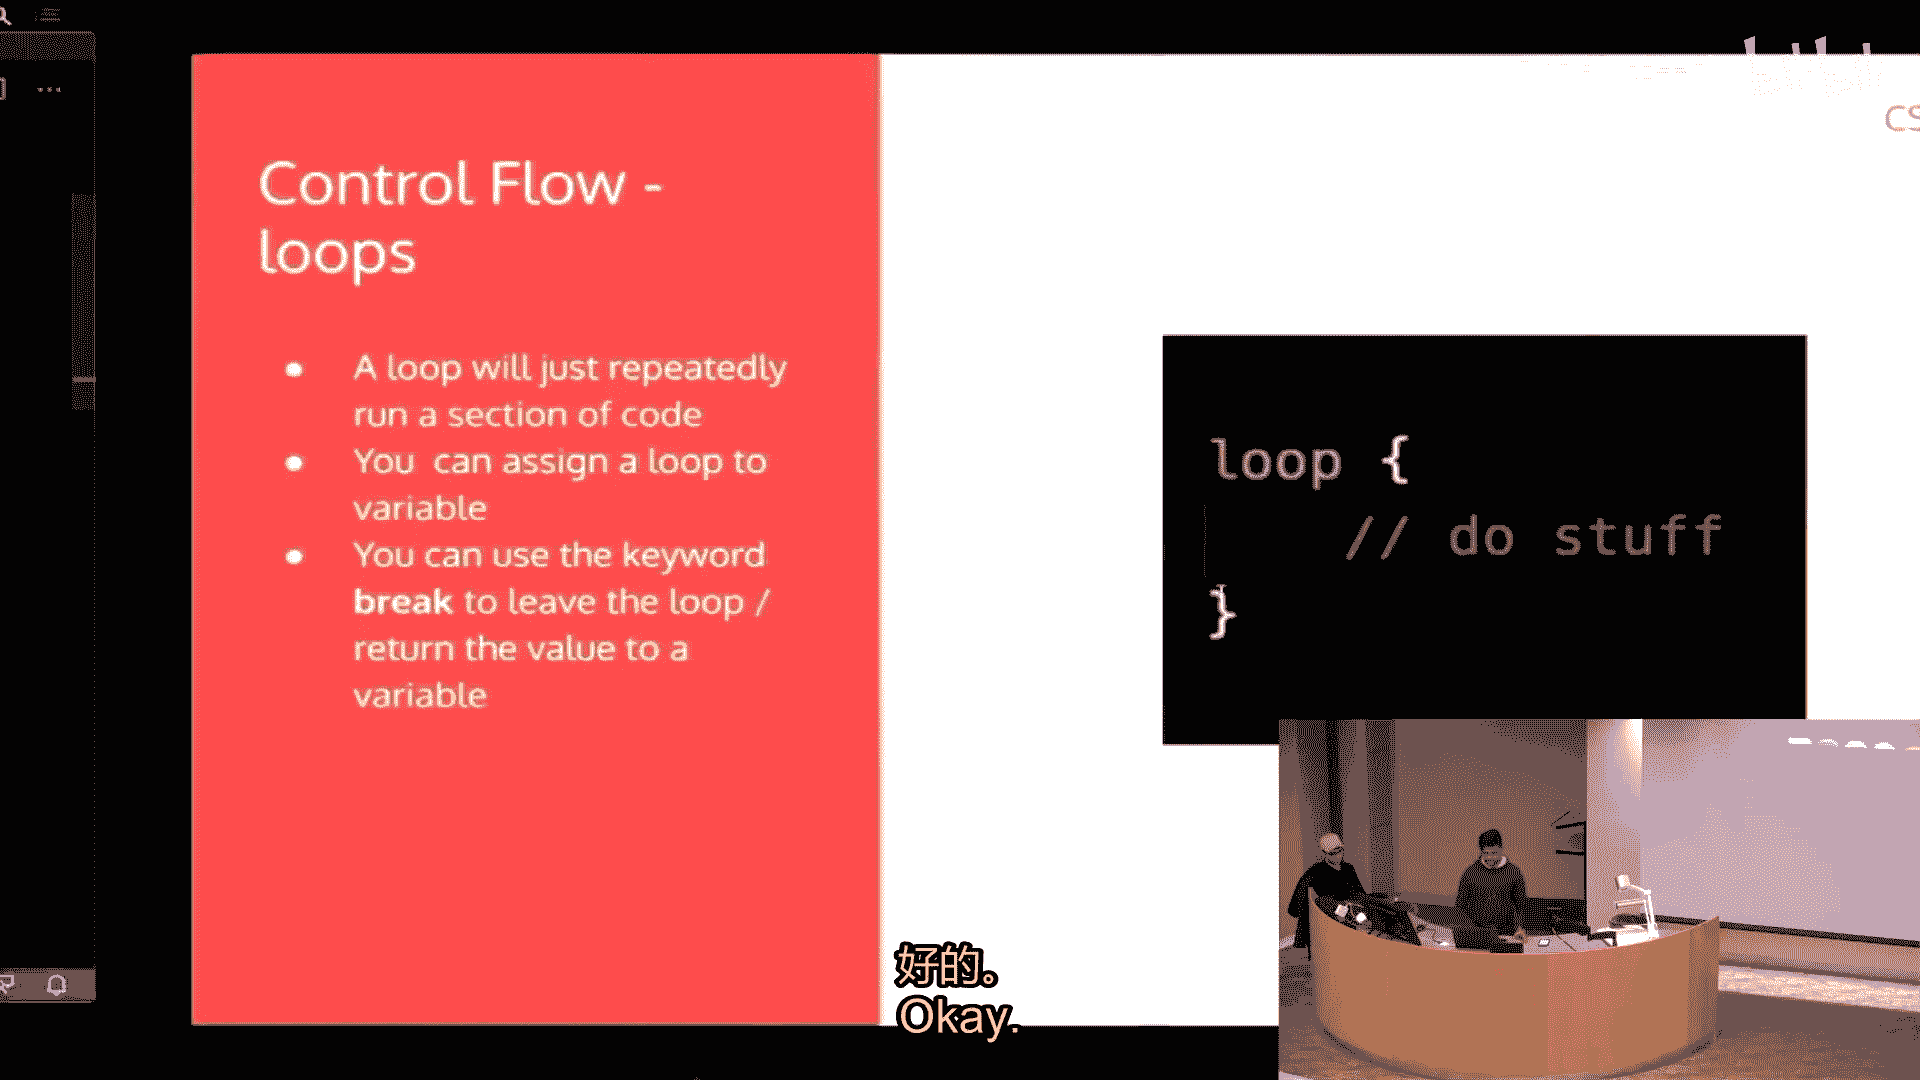 Control Flow -
loops
● A loop will just repeatedly
run a section of code
● You can assign a loop to
variable
● You can use the keyword
break to leave the loop /
return the value to a
variable
CS
loop {
// do stuff
}
好的。
Okay.